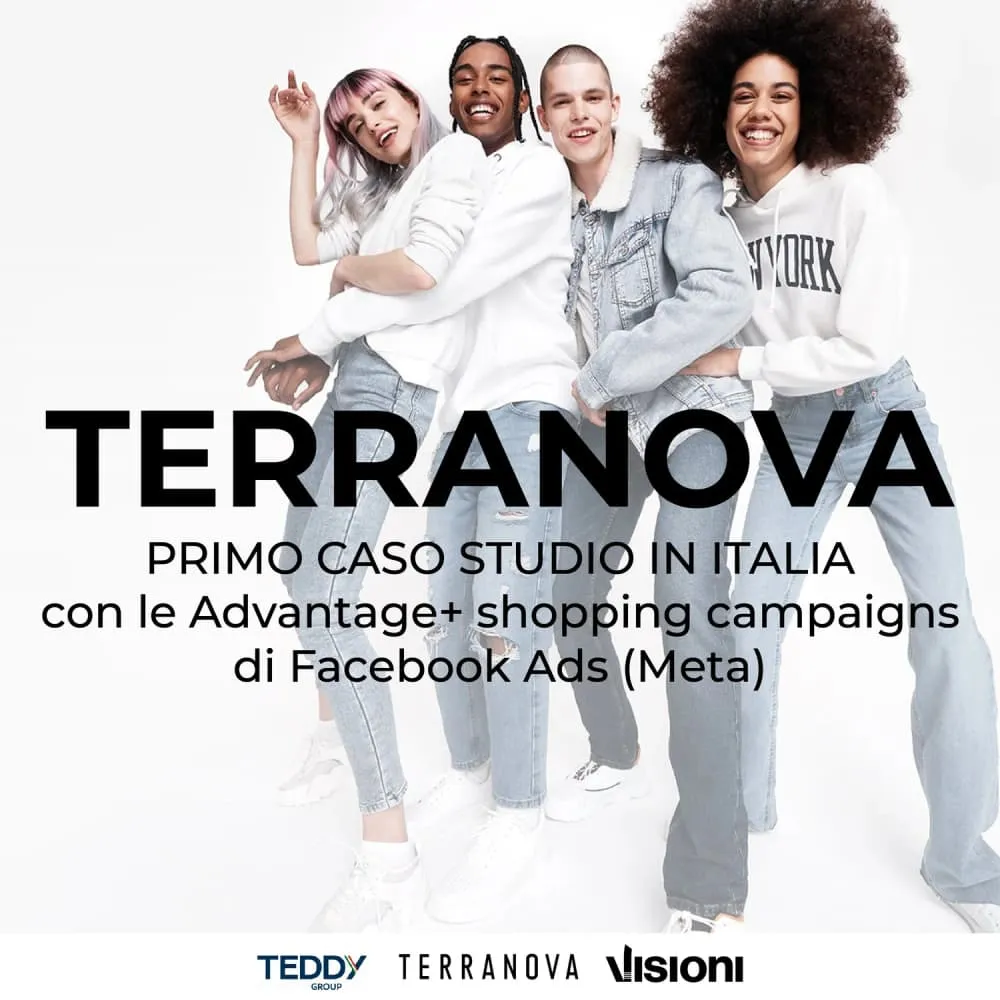 W YORK
TERRANOVA
PRIMO CASO STUDIO IN ITALIA
con le Advantage+ shopping campaigns
di Facebook Ads (Meta)
TEDDY
GROUP
TERRANOVA
VISIONI